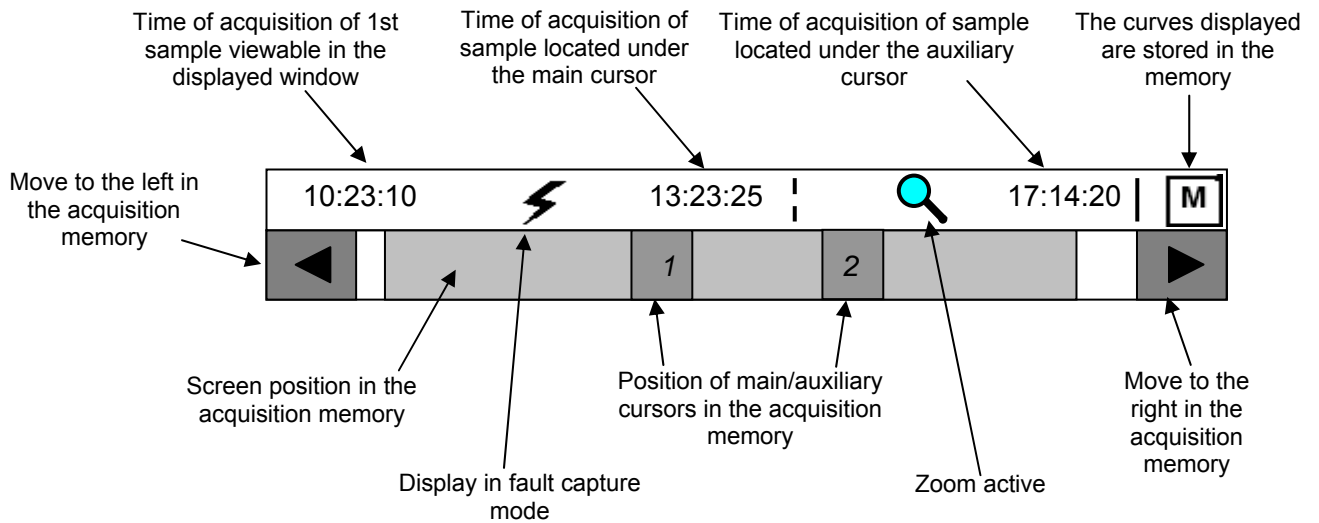 Time of acquisition of 1st
sample viewable in the
displayed window
Time of acquisition of
sample located under
the main cursor
Time of acquisition of sample
located under the auxiliary
cursor
The curves displayed
are stored in the
memory
Move to the left in
the acquisition
memory
10:23:10
13:23:25
17:14:20
M
1
2
Screen position in the
acquisition memory
Position of main/auxiliary
cursors in the acquisition
memory
Move to the
right in the
acquisition
memory
Display in fault capture
mode
Zoom active